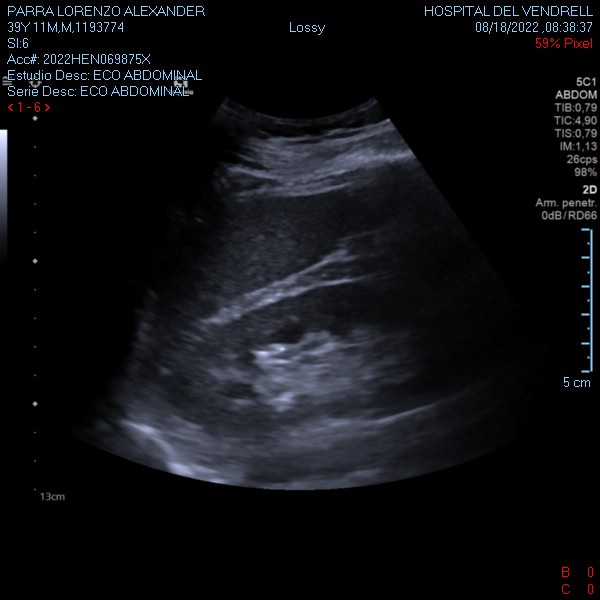 PARRA LORENZO ALEXANDER
39Y 11M,M,1193774
SI:6
Acc#: 2022HEN069875X
Estudio Desc: ECO ABDOMINAL
Serie Desc: ECO ABDOMINAL
< 1 - 6 >
Lossy
HOSPITAL DEL VENDRELL
08/18/2022 ,08:38:37
59% Pixel
5C1
ABDOM
TIB:0,79
TIC:4,90
TIS:0,79
IM:1,13
26cps
98%
2D
Arm. penetr.
0dB/RD66
5 cm
13cm
B 0
C 0